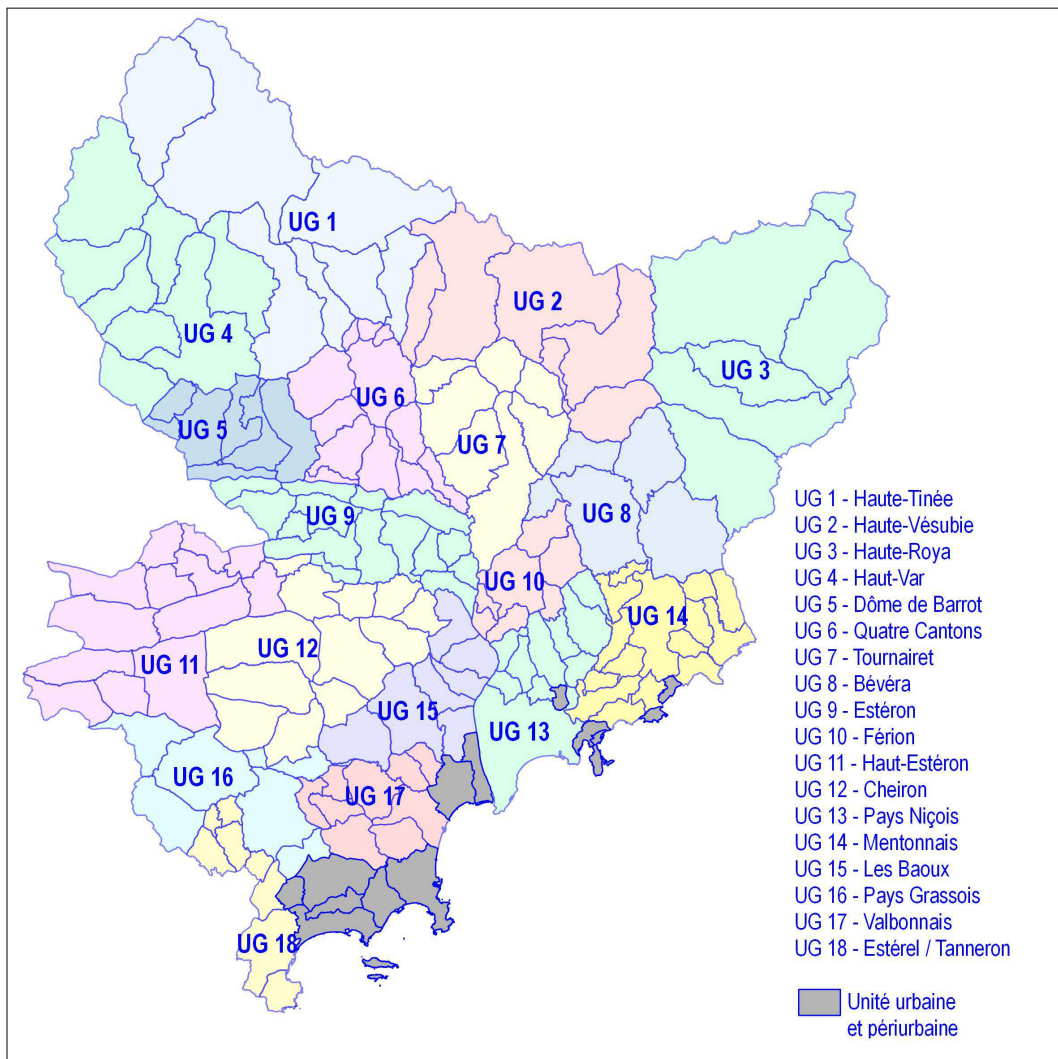 UG 1
UG 2
UG 4
UG 3
UG 6
UG 5
UG 7
UG 9
UG 8
UG 10
UG 14
UG 12
UG 11
UG 15
UG 13
UG 16
UG 17
UG 18
UG 1 - Haute-Tinée
UG 2 - Haute-Vésubie
UG 3 - Haute-Roya
UG 4 - Haut-Var
UG 5 - Dôme de Barrot
UG 6 - Quatre Cantons
UG 7 - Tournairet
UG 8 - Bévéra
UG 9 - Estéron
UG 10 - Férion
UG 11 - Haut-Estéron
UG 12 - Cheiron
UG 13 - Pays Niçois
UG 14 - Mentonnais
UG 15 - Les Baoux
UG 16 - Pays Grassois
UG 17 - Valbonnais
UG 18 - Estérel / Tanneron
Unité urbaine
et périurbaine